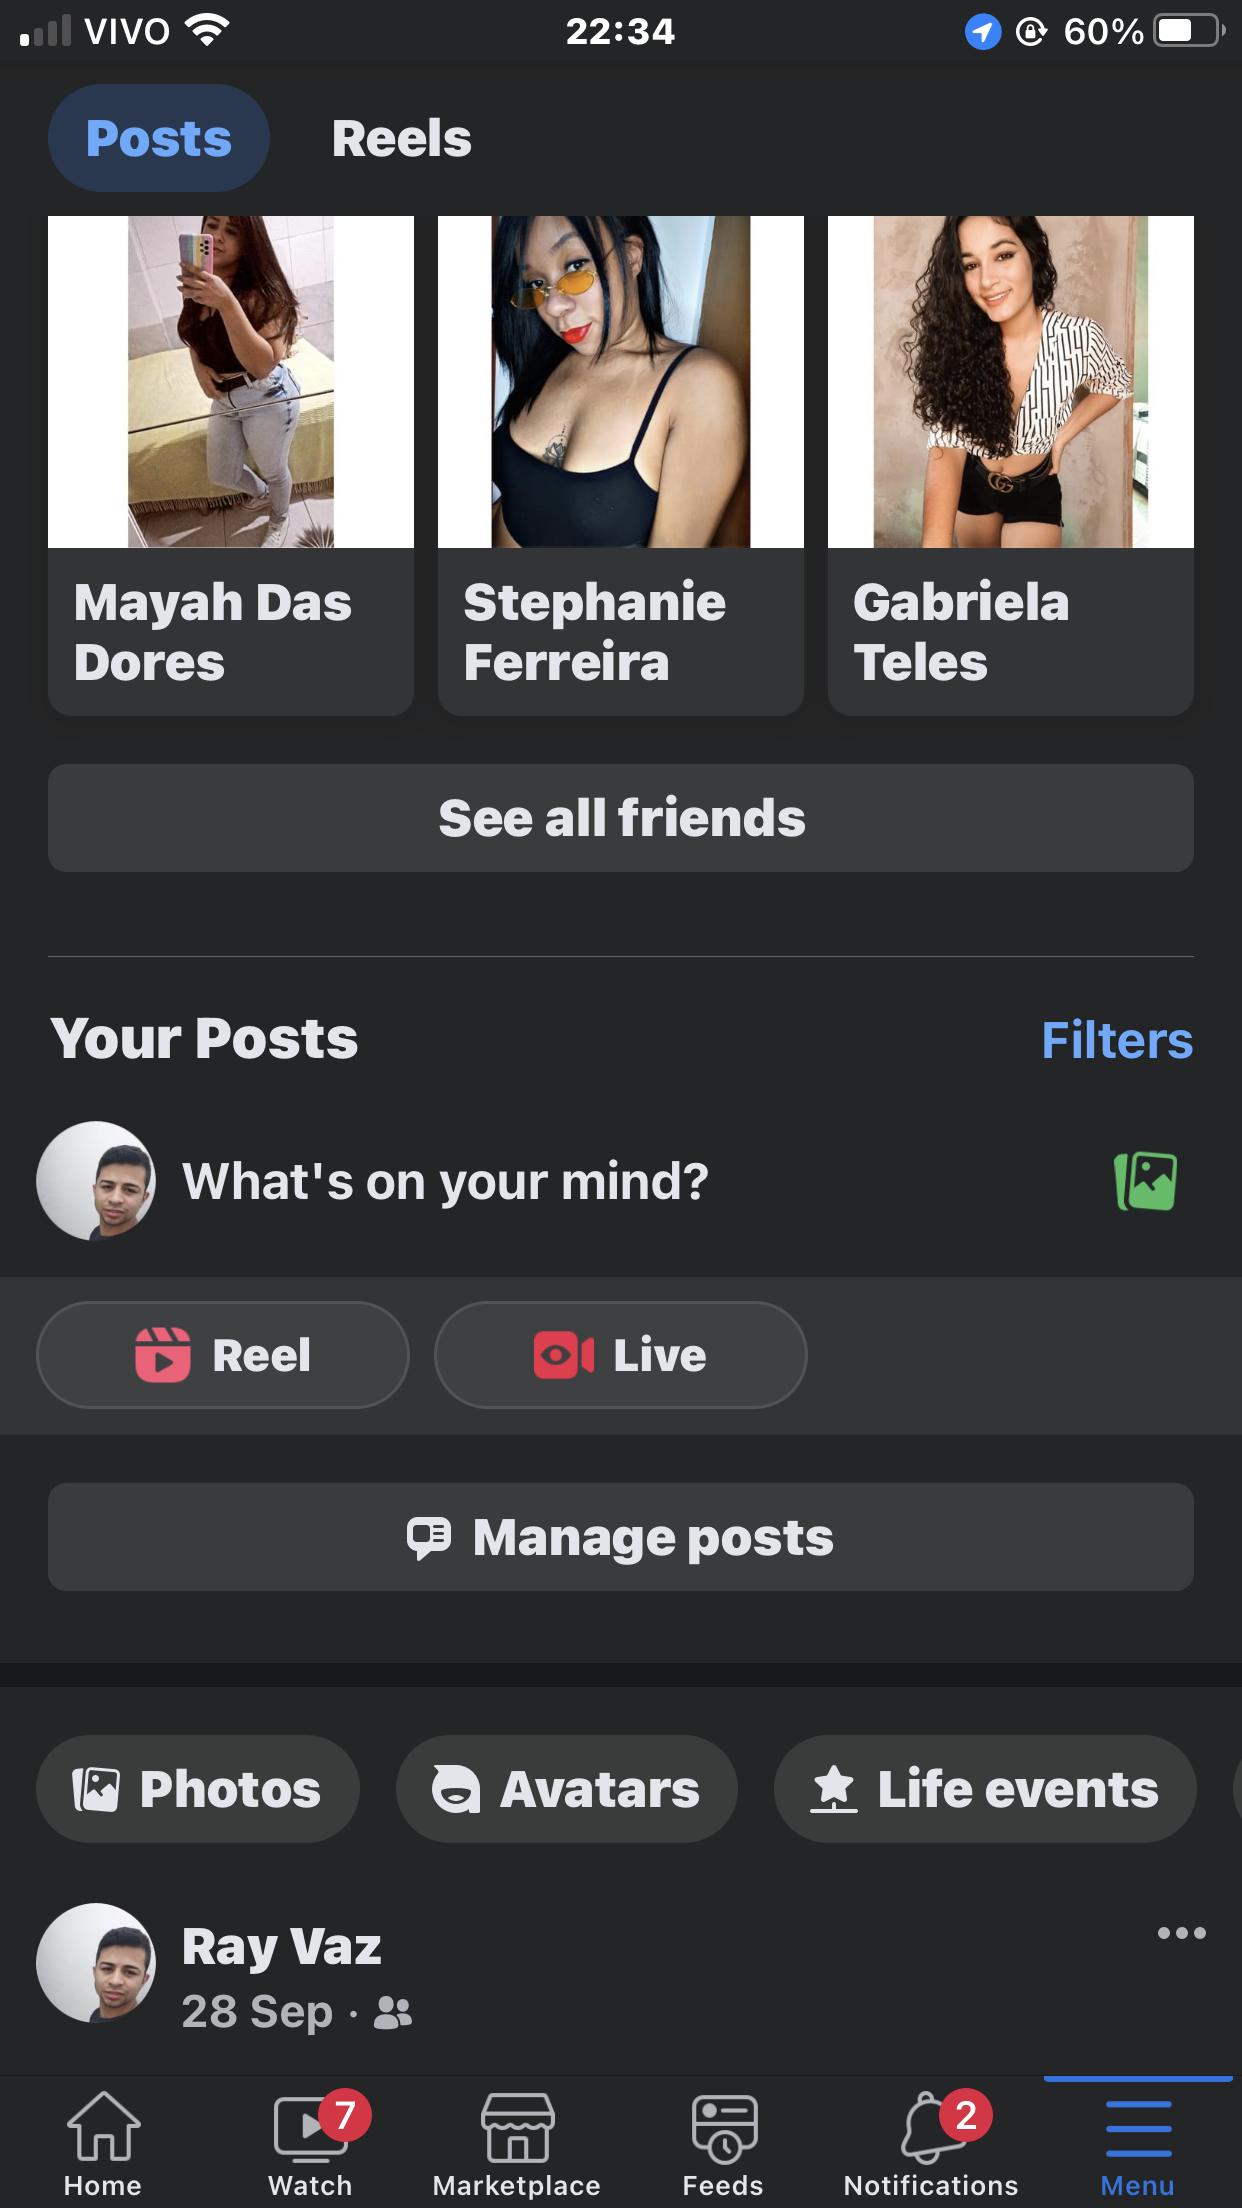 VIVO 22:34 60%
Posts Reels
Mayah Das Dores
Stephanie Ferreira
Gabriela Teles
See all friends
Your Posts Filters
What's on your mind?
Reel Live
Manage posts
Photos Avatars Life events
Ray Vaz
28 Sep ·
7 2
Home Watch Marketplace Feeds Notifications Menu